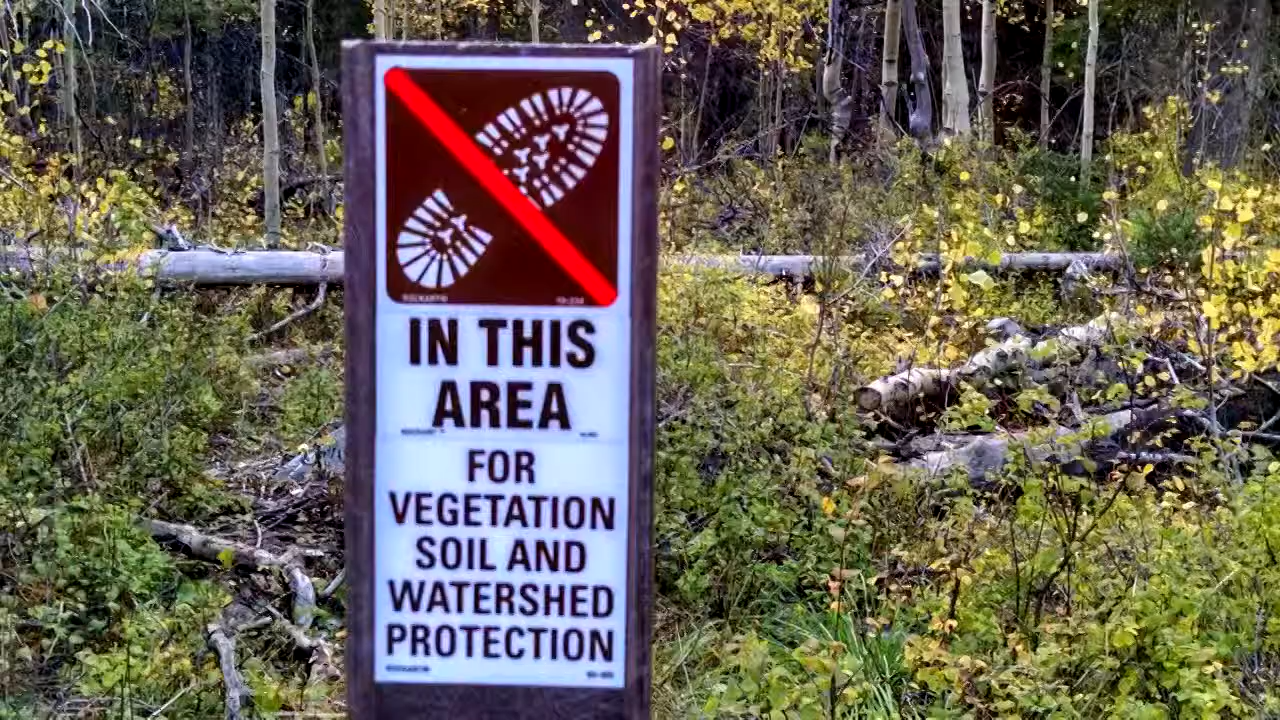 IN THIS
AREA
FOR
VEGETATION
SOIL AND
WATERSHED
PROTECTION